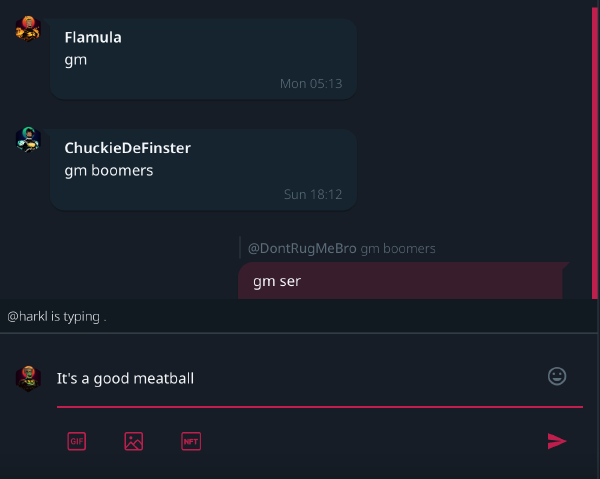 Flamula
gm
Mon 05:13
ChuckieDeFinster
gm boomers
Sun 18:12
@DontRugMeBro gm boomers
gm ser
@harkl is typing .
It's a good meatball
GIF
NFT